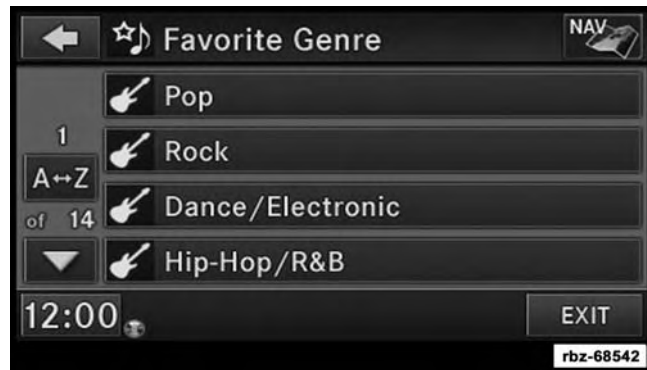 Favorite Genre
NAV
Pop
1
Rock
A↔Z
Dance/Electronic
of 14
Hip-Hop/R&B
12:00
EXIT
rbz-68542